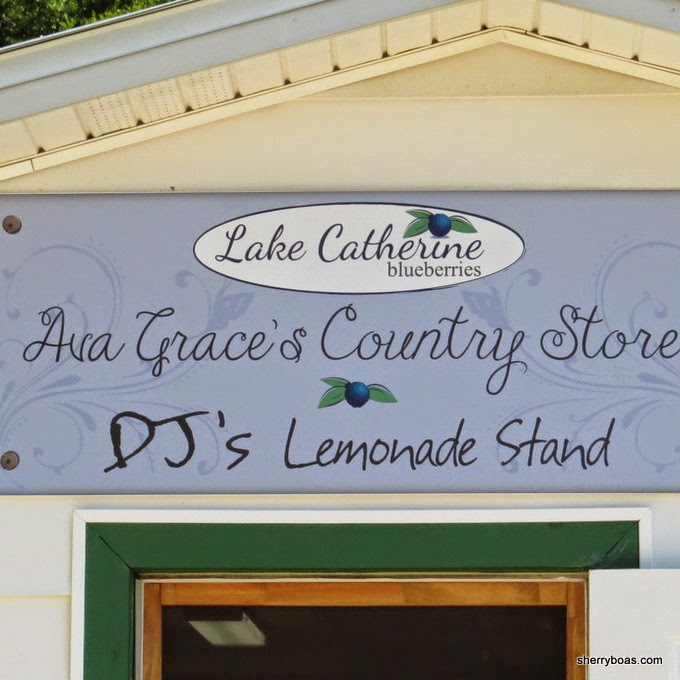 Lake Catherine
blueberries
Ava Grace's Country Store
DJ's Lemonade Stand
sherryboas.com